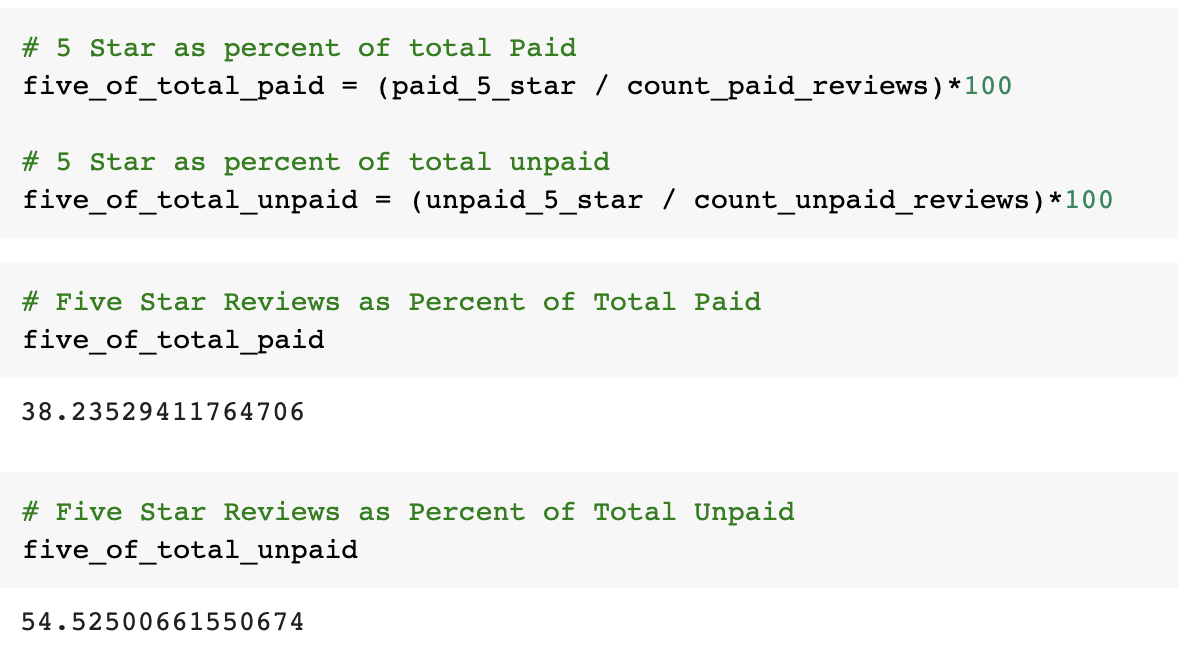 # 5 Star as percent of total Paid
five_of_total_paid = (paid_5_star / count_paid_reviews)*100
# 5 Star as percent of total unpaid
five_of_total_unpaid = (unpaid_5_star / count_unpaid_reviews)*100
# Five Star Reviews as Percent of Total Paid
five_of_total_paid
38.23529411764706
# Five Star Reviews as Percent of Total Unpaid
five_of_total_unpaid
54.52500661550674